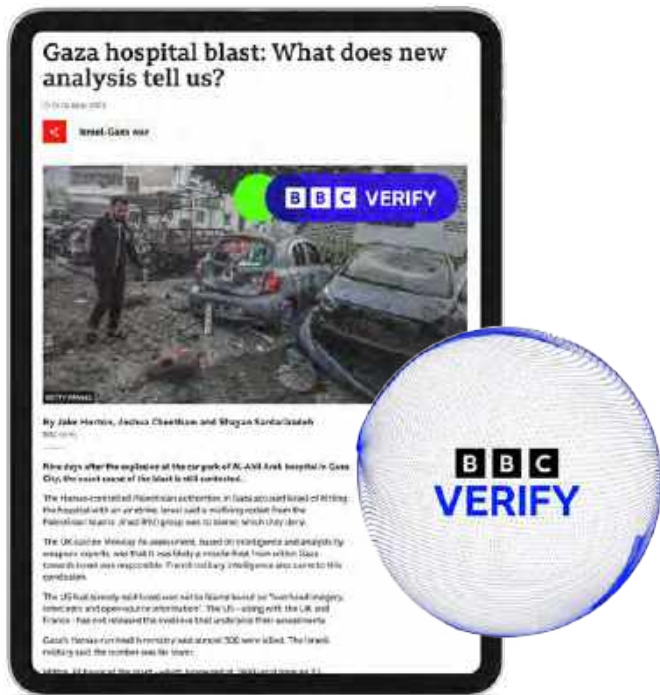 Gaza hospital blast: What does new
analysis tell us?
Israel-Gaza war
BBC VERIFY
GETTY IMAGES
By Jake Horton, Joshua Cheetham and Shayan Sardarizadeh
BBC Verify
Nine days after the explosion at the car park of Al-Ahli Arab hospital in Gaza
City, the exact cause of the blast is still contested.
The Hamas-controlled Palestinian authorities in Gaza accused Israel of hitting
the hospital with an air strike. Israel said a misfiring rocket from the
Palestinian Islamic Jihad (PIJ) group was to blame, which they deny.
The UK said on Monday its assessment, based on intelligence and analysis by
weapons experts, was that it was likely a missile fired from within Gaza
towards Israel was responsible. French military intelligence also came to this
conclusion.
The US had already said Israel was not to blame based on "overhead imagery,
intercepts and open-source information". The US - along with the UK and
France - has not released the evidence that underpins their assessments.
Gaza's Hamas-run health ministry said almost 500 were killed. The Israeli
military said the number was far lower.
BBC
VERIFY